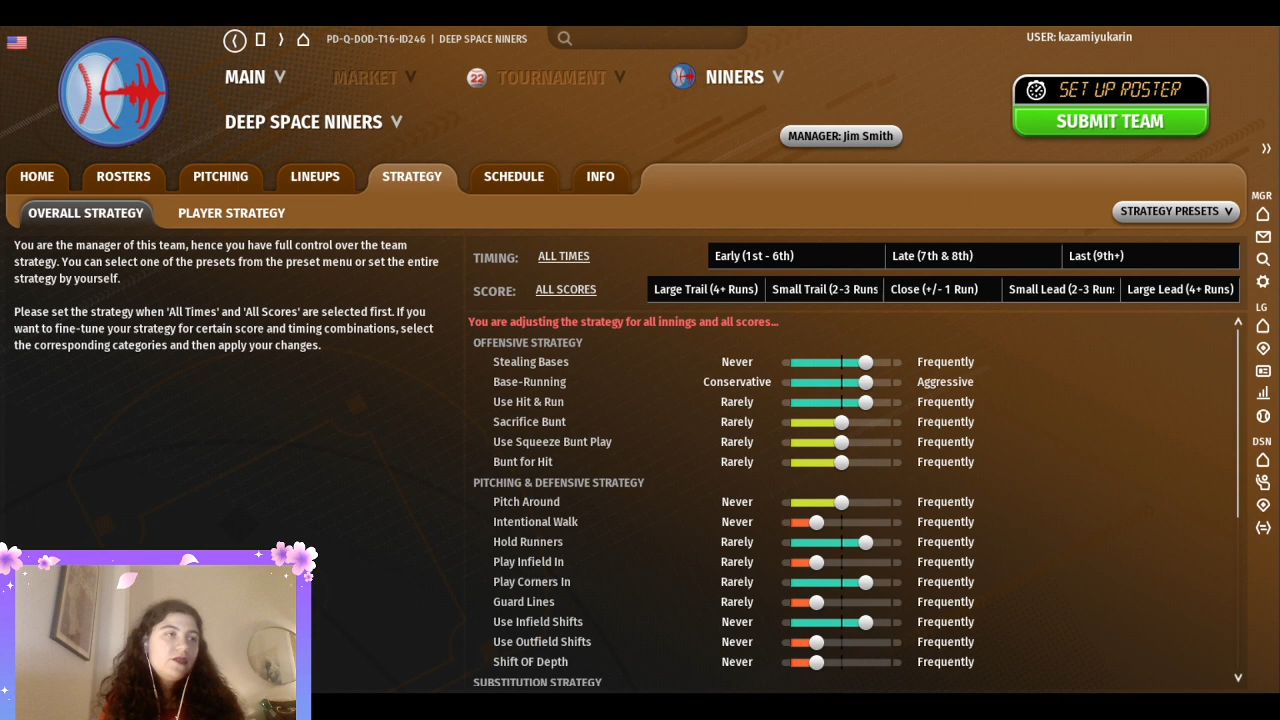 PD-Q-DOD-T16-ID246 | DEEP SPACE NINERS
USER: kazamiyukarin
MAIN
MARKET
22
TOURNAMENT
NINERS
SET UP ROSTER
SUBMIT TEAM
DEEP SPACE NINERS
MANAGER: Jim Smith
HOME
ROSTERS
PITCHING
LINEUPS
STRATEGY
SCHEDULE
INFO
OVERALL STRATEGY
PLAYER STRATEGY
STRATEGY PRESETS
You are the manager of this team, hence you have full control over the team
strategy. You can select one of the presets from the preset menu or set the entire
strategy by yourself.
Please set the strategy when 'All Times' and 'All Scores' are selected first. If you
want to fine-tune your strategy for certain score and timing combinations, select
the corresponding categories and then apply your changes.
TIMING: ALL TIMES Early (1st - 6th) Late (7th & 8th) Last (9th+)
SCORE: ALL SCORES Large Trail (4+ Runs) Small Trail (2-3 Runs Close (+/- 1 Run) Small Lead (2-3 Runs Large Lead (4+ Runs)
You are adjusting the strategy for all innings and all scores...
OFFENSIVE STRATEGY
Stealing Bases Never Frequently
Base-Running Conservative Aggressive
Use Hit & Run Rarely Frequently
Sacrifice Bunt Rarely Frequently
Use Squeeze Bunt Play Rarely Frequently
Bunt for Hit Rarely Frequently
PITCHING & DEFENSIVE STRATEGY
Pitch Around Never Frequently
Intentional Walk Never Frequently
Hold Runners Rarely Frequently
Play Infield In Rarely Frequently
Play Corners In Rarely Frequently
Guard Lines Rarely Frequently
Use Infield Shifts Never Frequently
Use Outfield Shifts Never Frequently
Shift OF Depth Never Frequently
SUBSTITUTION STRATEGY
MGR
LG
DSN